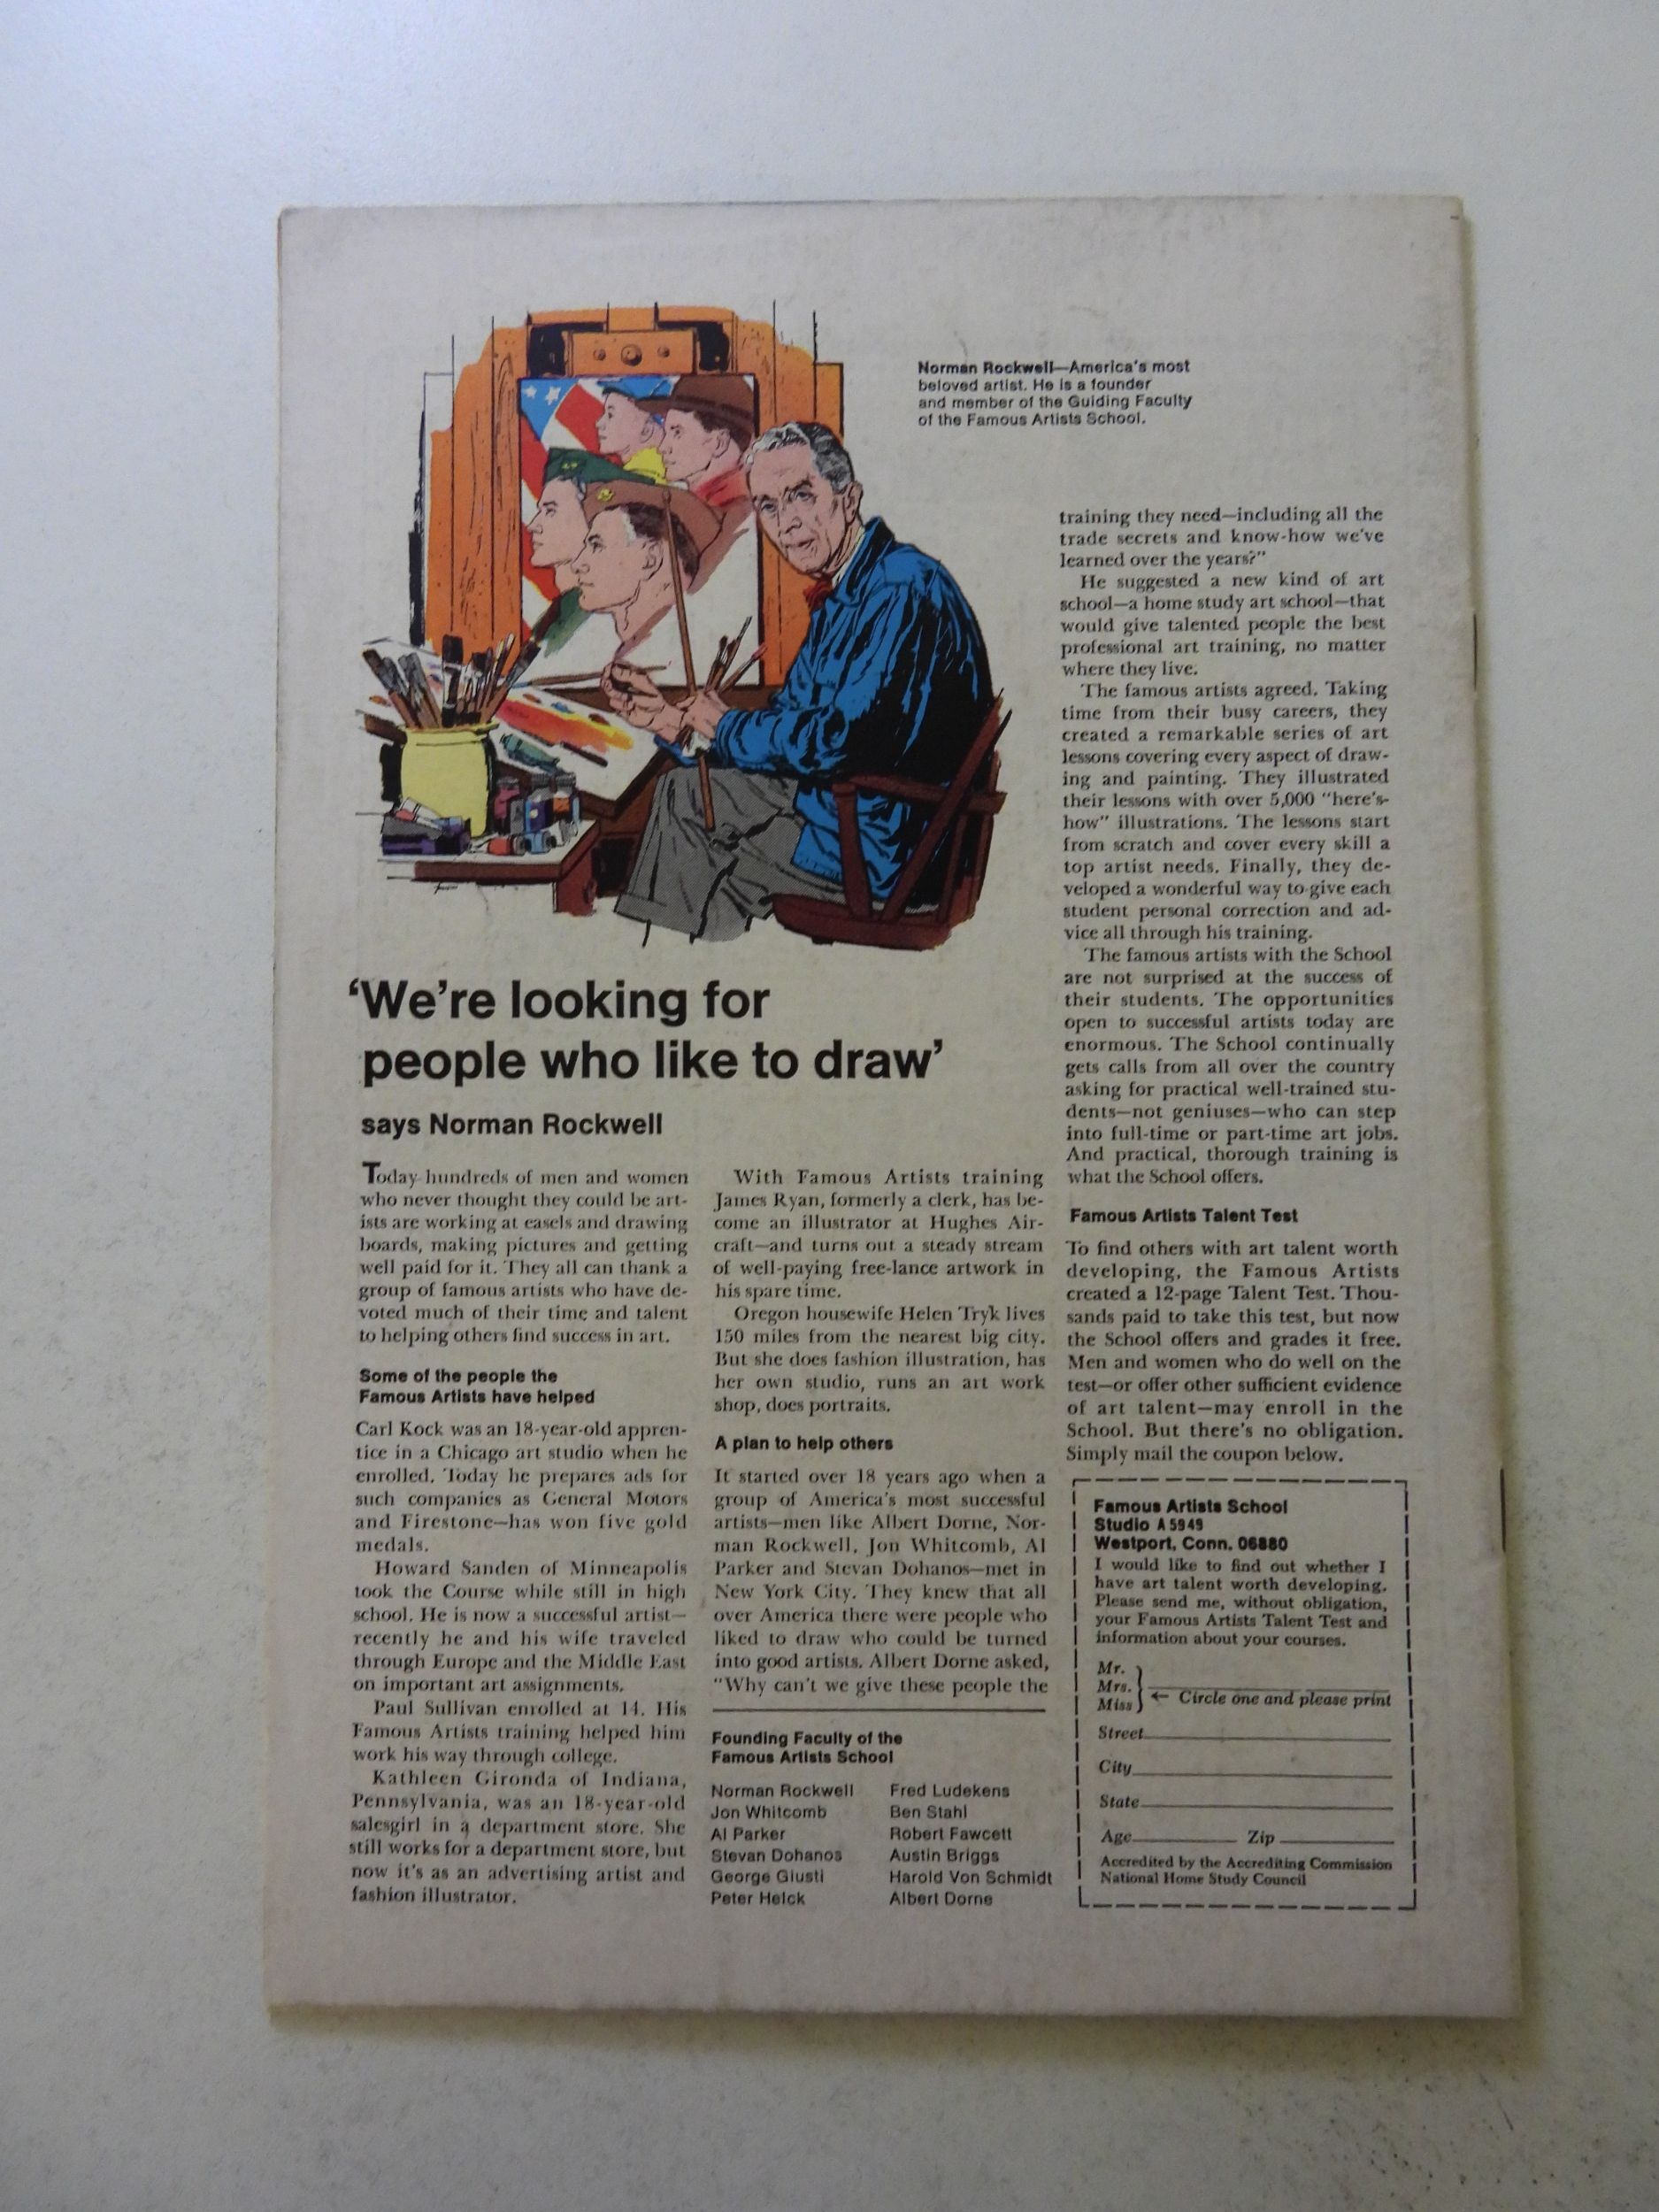 Norman Rockwell—America's most
beloved artist. He is a founder
and member of the Guiding Faculty
of the Famous Artists School.
'We're looking for
people who like to draw'
says Norman Rockwell
Today hundreds of men and women
who never thought they could be art-
ists are working at easels and drawing
boards, making pictures and getting
well paid for it. They all can thank a
group of famous artists who have de-
voted much of their time and talent
to helping others find success in art.
Some of the people the
Famous Artists have helped
Carl Kock was an 18-year-old appren-
tice in a Chicago art studio when he
enrolled. Today he prepares ads for
such companies as General Motors
and Firestone—has won five gold
medals.
Howard Sanden of Minneapolis
took the Course while still in high
school. He is now a successful artist—
recently he and his wife traveled
through Europe and the Middle East
on important art assignments.
Paul Sullivan enrolled at 14. His
Famous Artists training helped him
work his way through college.
Kathleen Gironda of Indiana,
Pennsylvania, was an 18-year-old
salesgirl in a department store. She
still works for a department store, but
now it's as an advertising artist and
fashion illustrator.
With Famous Artists training
James Ryan, formerly a clerk, has be-
come an illustrator at Hughes Air-
craft—and turns out a steady stream
of well-paying free-lance artwork in
his spare time.
Oregon housewife Helen Tryk lives
150 miles from the nearest big city.
But she does fashion illustration, has
her own studio, runs an art work
shop, does portraits.
A plan to help others
It started over 18 years ago when a
group of America's most successful
artists—men like Albert Dorne, Nor-
man Rockwell, Jon Whitcomb, Al
Parker and Stevan Dohanos—met in
New York City. They knew that all
over America there were people who
liked to draw who could be turned
into good artists. Albert Dorne asked,
"Why can't we give these people the
Founding Faculty of the
Famous Artists School
Norman Rockwell
Jon Whitcomb
Al Parker
Stevan Dohanos
George Giusti
Peter Helck
Fred Ludekens
Ben Stahl
Robert Fawcett
Austin Briggs
Harold Von Schmidt
Albert Dorne
training they need—including all the
trade secrets and know-how we've
learned over the years?"
He suggested a new kind of art
school—a home study art school—that
would give talented people the best
professional art training, no matter
where they live.
The famous artists agreed. Taking
time from their busy careers, they
created a remarkable series of art
lessons covering every aspect of draw-
ing and painting. They illustrated
their lessons with over 5,000 "here's-
how" illustrations. The lessons start
from scratch and cover every skill a
top artist needs. Finally, they de-
veloped a wonderful way to give each
student personal correction and ad-
vice all through his training.
The famous artists with the School
are not surprised at the success of
their students. The opportunities
open to successful artists today are
enormous. The School continually
gets calls from all over the country
asking for practical well-trained stu-
dents—not geniuses—who can step
into full-time or part-time art jobs.
And practical, thorough training is
what the School offers.
Famous Artists Talent Test
To find others with art talent worth
developing, the Famous Artists
created a 12-page Talent Test. Thou-
sands paid to take this test, but now
the School offers and grades it free.
Men and women who do well on the
test—or offer other sufficient evidence
of art talent—may enroll in the
School. But there's no obligation.
Simply mail the coupon below.
Famous Artists School
Studio A 5949
Westport, Conn. 06880
I would like to find out whether I
have art talent worth developing.
Please send me, without obligation,
your Famous Artists Talent Test and
information about your courses.
Mr.
Mrs.
Miss ← Circle one and please print
Street
City
State
Age Zip
Accredited by the Accrediting Commission
National Home Study Council